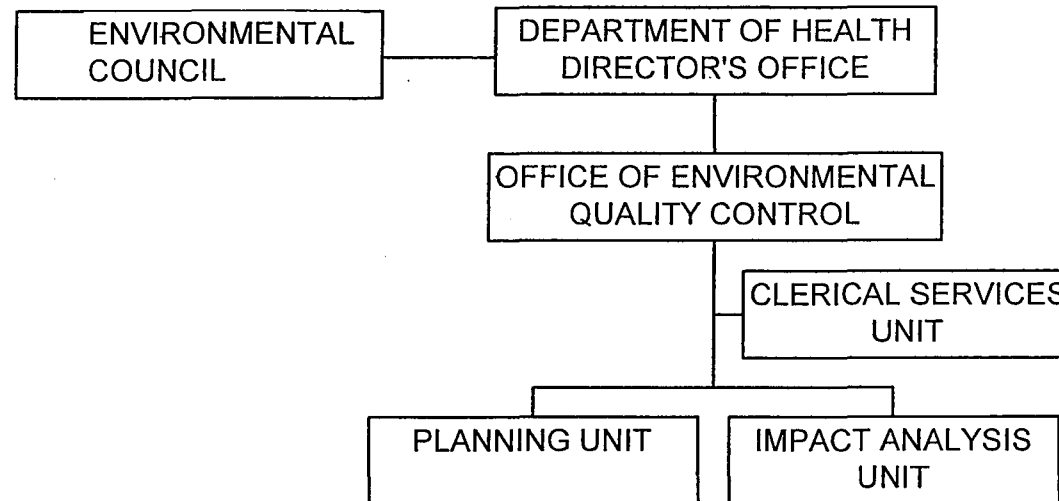 ENVIRONMENTAL
COUNCIL
DEPARTMENT OF HEALTH
DIRECTOR'S OFFICE
OFFICE OF ENVIRONMENTAL
QUALITY CONTROL
CLERICAL SERVICES
UNIT
PLANNING UNIT
IMPACT ANALYSIS
UNIT